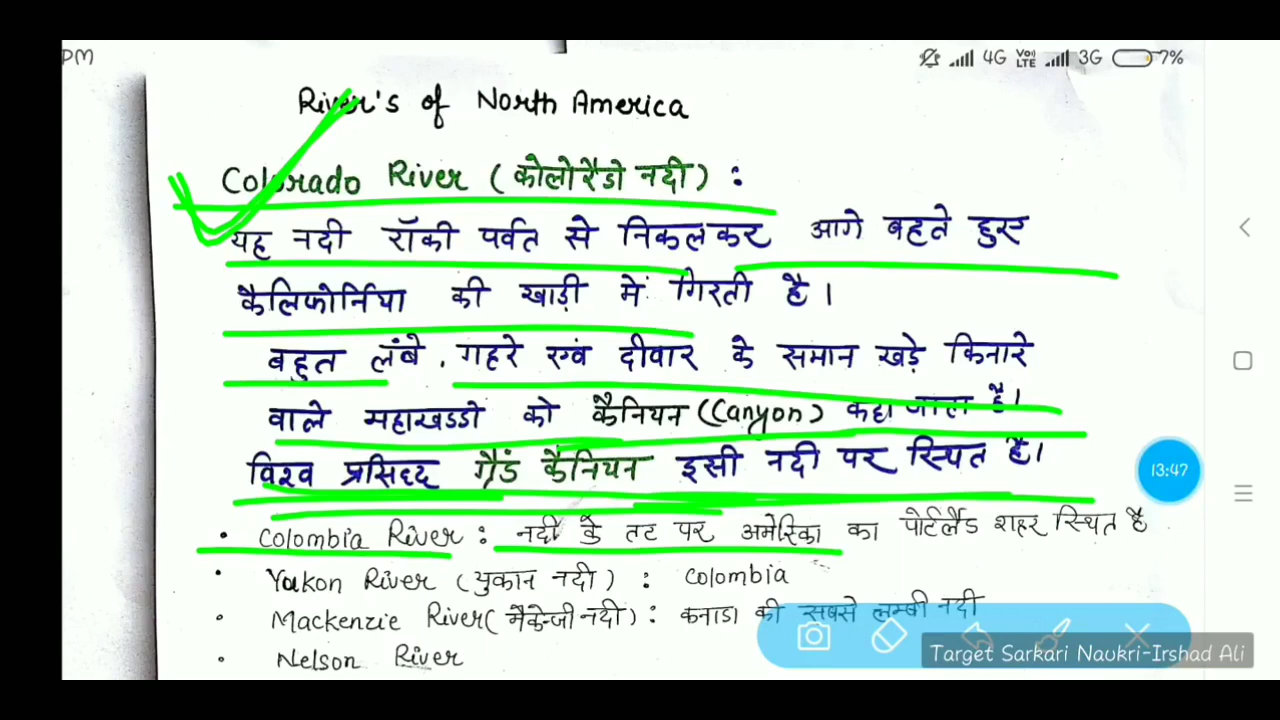 PM
4G VoLTE 3G 7%
River's of North America
Colorado River (कोलोरैडो नदी) :
यह नदी रॉकी पर्वत से निकलकर आगे बहते हुए
कैलिफोर्निया की खाड़ी में गिरती है।
बहुत लंबे, गहरे एवं दीवार के समान खड़े किनारे
वाले महाखडडो को कैनियन (Canyon) कहा जाता है।
विश्व प्रसिध्द ग्रैंड कैनियन इसी नदी पर स्थित है।
• Colombia River : नदी के तट पर अमेरिका का पोर्टलैंड शहर स्थित है
• Yukon River (युकान नदी) : Colombia
• Mackenzie River (मैकेन्जी नदी) : कनाडा की सबसे लम्बी नदी
• Nelson River
13:47
Target Sarkari Naukri-Irshad Ali